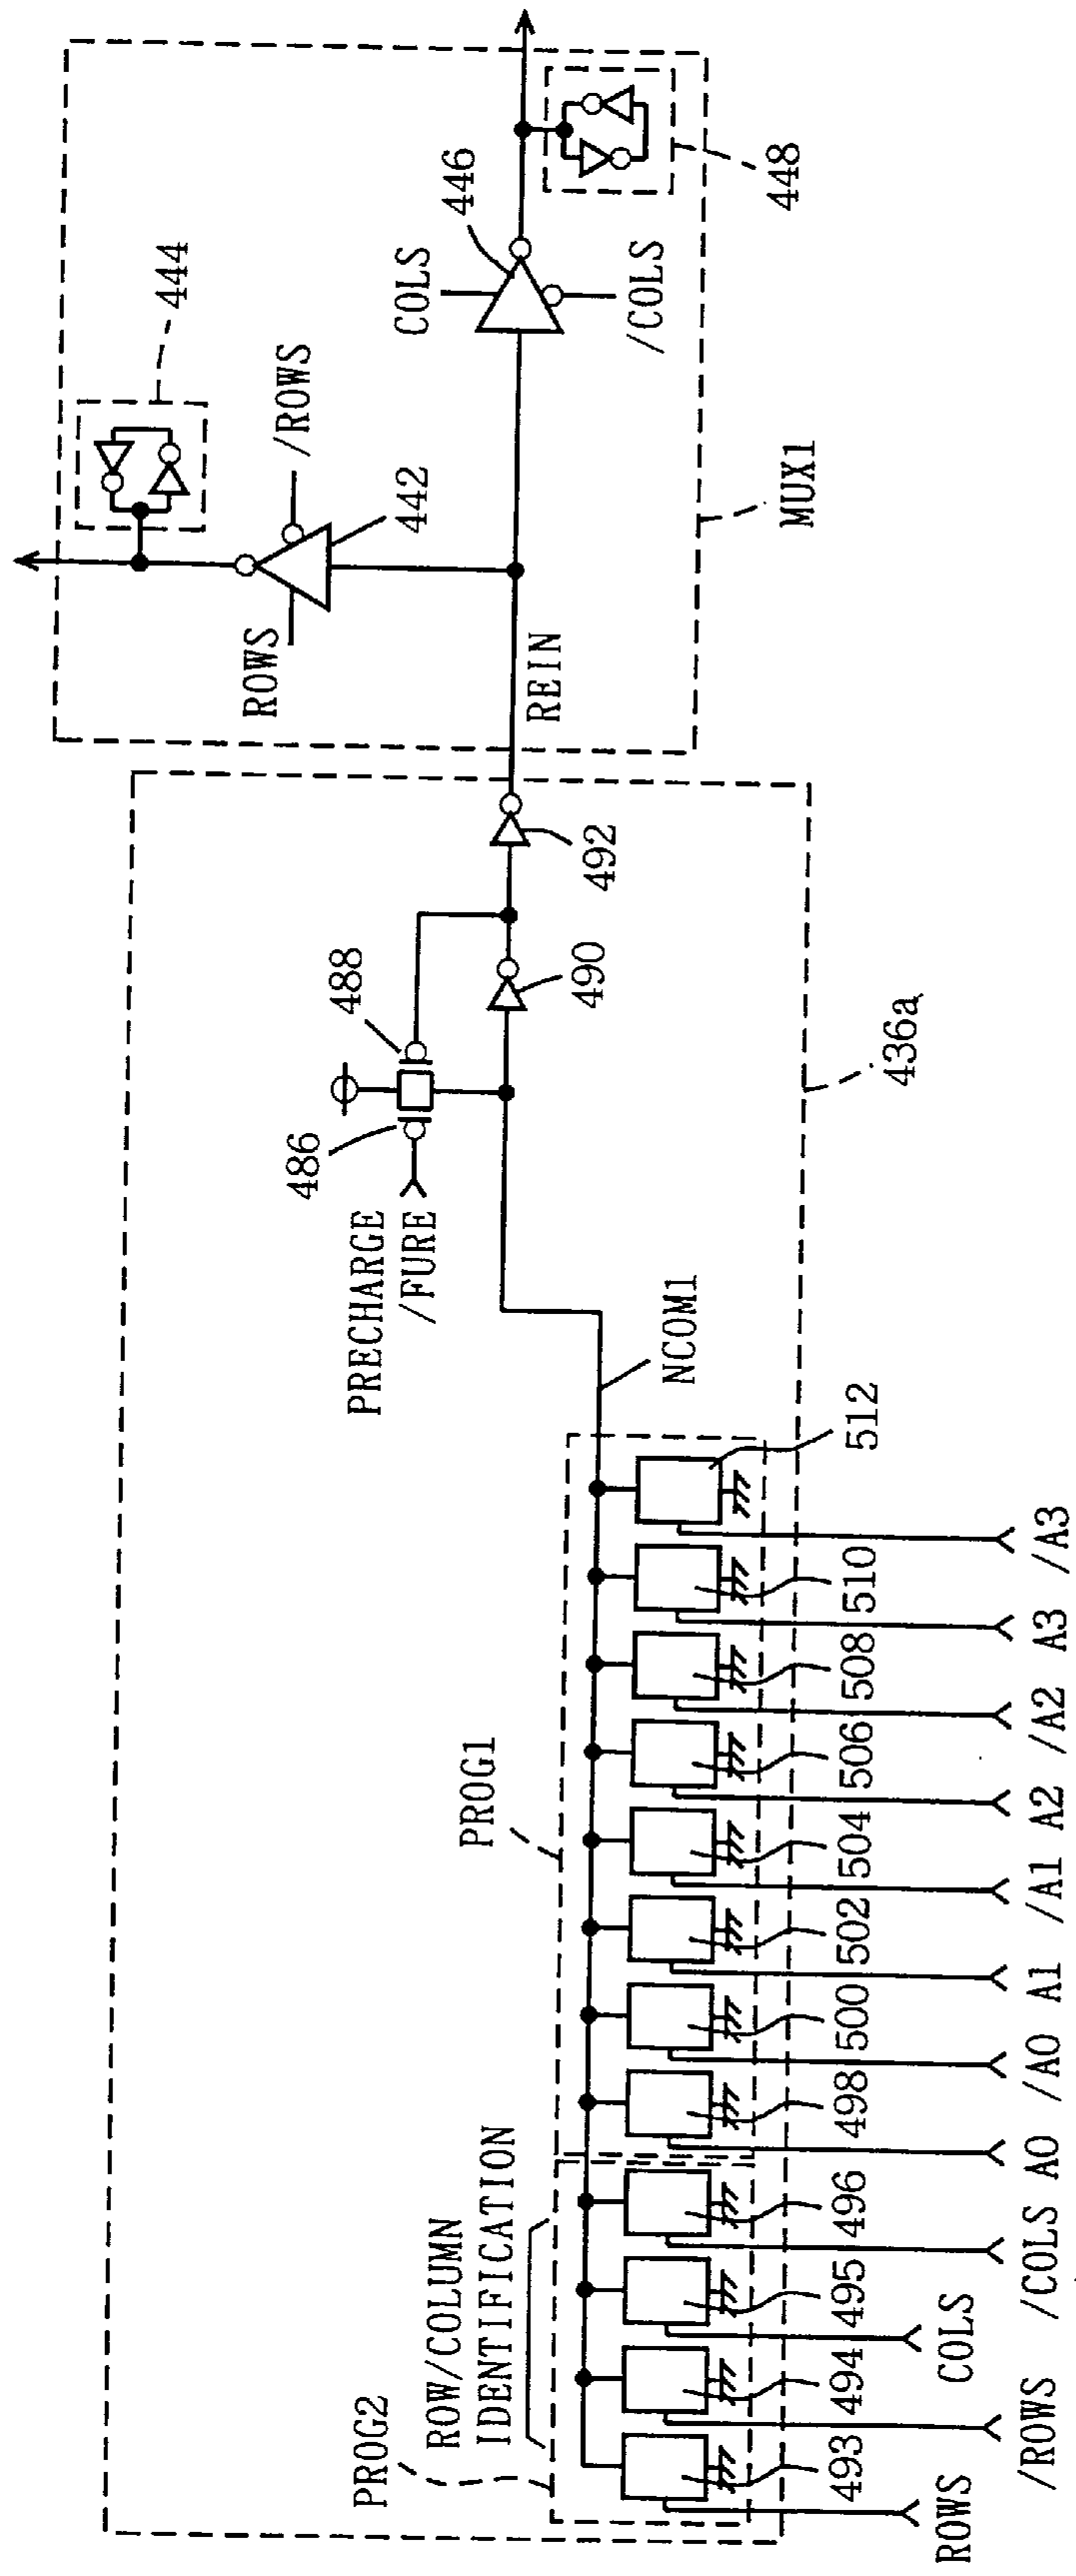 444
ROWS
/ROWS
442
COLS
446
/COLS
448
REIN
MUX1
486
488
PRECHARGE
/FURE
490
492
436a
NCOM1
PROG1
PROG2
ROW/COLUMN
IDENTIFICATION
493
494
495
496
498
500
502
504
506
508
510
512
ROWS
/ROWS
COLS
/COLS
A0
/A0
A1
/A1
A2
/A2
A3
/A3